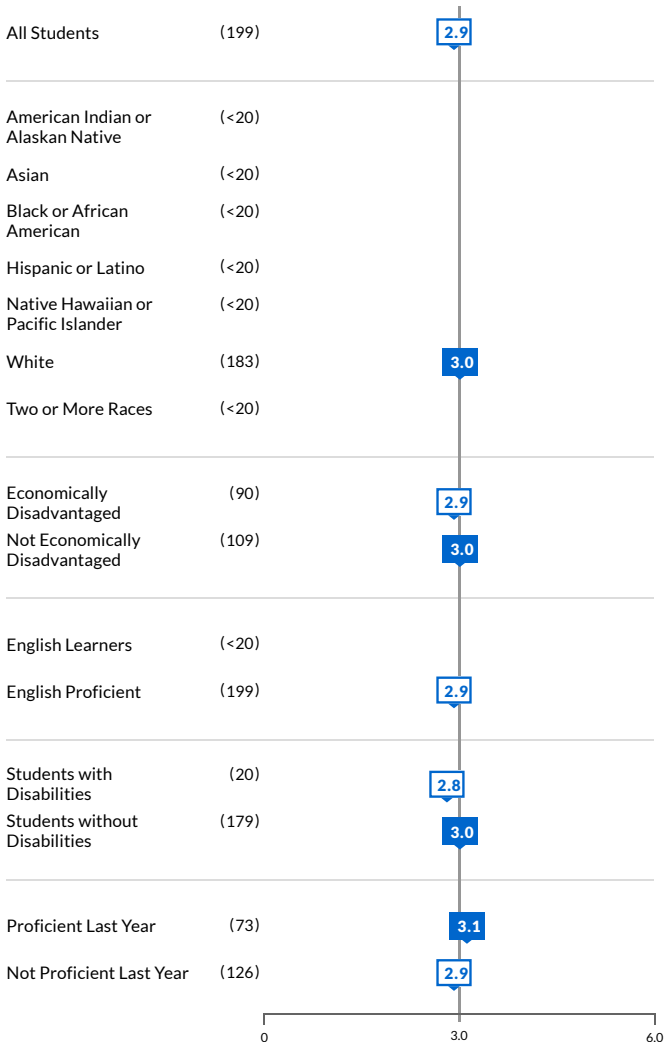 All Students (199) 2.9
American Indian or (<20)
Alaskan Native
Asian (<20)
Black or African (<20)
American
Hispanic or Latino (<20)
Native Hawaiian or (<20)
Pacific Islander
White (183) 3.0
Two or More Races (<20)
Economically (90) 2.9
Disadvantaged
Not Economically (109) 3.0
Disadvantaged
English Learners (<20)
English Proficient (199) 2.9
Students with (20) 2.8
Disabilities
Students without (179) 3.0
Disabilities
Proficient Last Year (73) 3.1
Not Proficient Last Year (126) 2.9
0 3.0 6.0